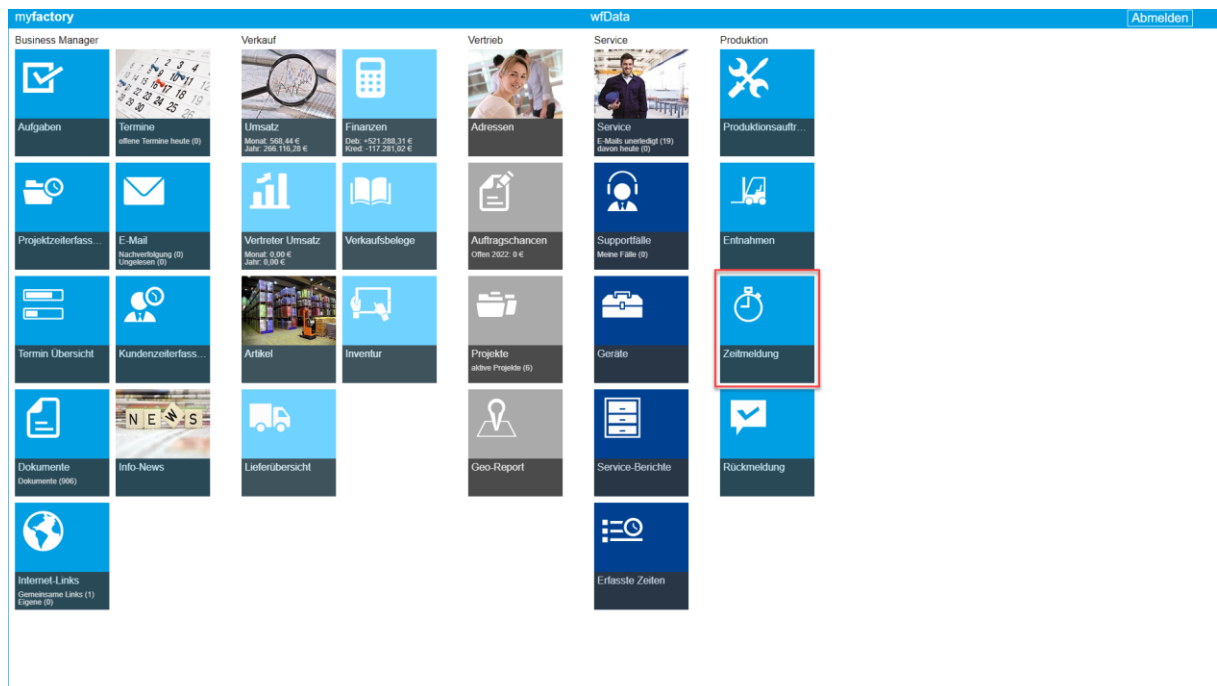 myfactory
wfData
Abmelden
Business Manager
Verkauf
Vertrieb
Service
Produktion
Aufgaben
Termine
offene Termine heute (0)
Umsatz
Monat: 568,44 €
Jahr: 266.116,28 €
Finanzen
Deb: +521.288,31 €
Kred: -117.281,02 €
Adressen
Service
E-Mails unerledigt (19)
davon heute (0)
Produktionsauftr...
Projektzeiterfass...
E-Mail
Nachverfolgung (0)
Ungelesen (0)
Vertreter Umsatz
Monat: 0,00 €
Jahr: 0,00 €
Verkaufsbelege
Auftragschancen
Offen 2022: 0 €
Supportfälle
Meine Fälle (0)
Entnahmen
Termin Übersicht
Kundenzeiterfass...
Artikel
Inventur
Projekte
aktive Projekte (6)
Geräte
Zeitmeldung
Dokumente
Dokumente (906)
NEWS
Info-News
Lieferübersicht
Geo-Report
Service-Berichte
Rückmeldung
Internet-Links
Gemeinsame Links (1)
Eigene (0)
Erfasste Zeiten